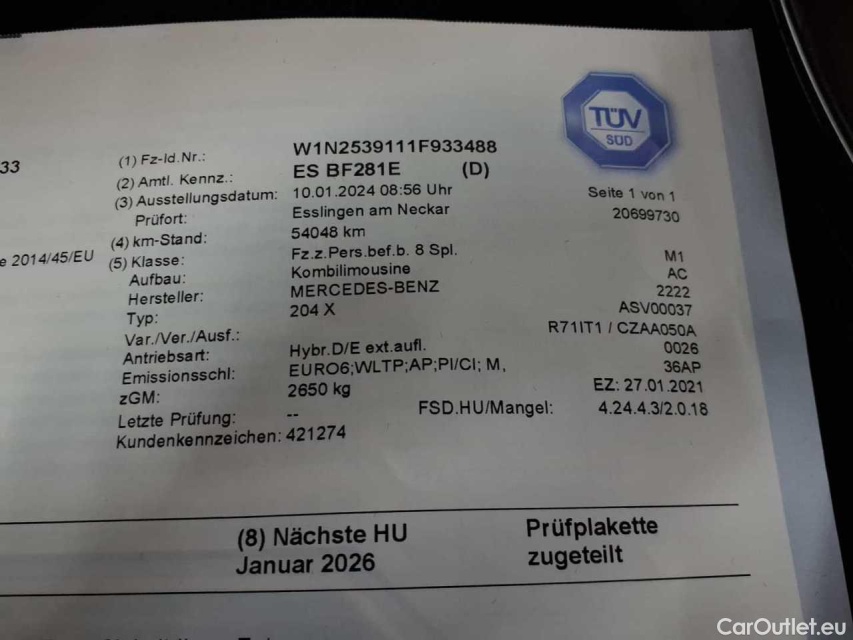 TÜV
SÜD
33
(1) Fz-Id.Nr.: W1N2539111F933488
(2) Amtl. Kennz.: ES BF281E (D)
(3) Ausstellungsdatum: 10.01.2024 08:56 Uhr Seite 1 von 1
Prüfort: Esslingen am Neckar 20699730
(4) km-Stand: 54048 km
e 2014/45/EU (5) Klasse: Fz.z.Pers.bef.b. 8 Spl. M1
Aufbau: Kombilimousine AC
Hersteller: MERCEDES-BENZ 2222
Typ: 204 X ASV00037
Var./Ver./Ausf.: R71IT1 / CZAA050A
Antriebsart: Hybr.D/E ext.aufl. 0026
Emissionsschl: EURO6;WLTP;AP;PI/CI; M, 36AP
zGM: 2650 kg EZ: 27.01.2021
Letzte Prüfung: -- FSD.HU/Mangel: 4.24.4.3/2.0.18
Kundenkennzeichen: 421274
(8) Nächste HU Prüfplakette
Januar 2026 zugeteilt
CarOutlet.eu